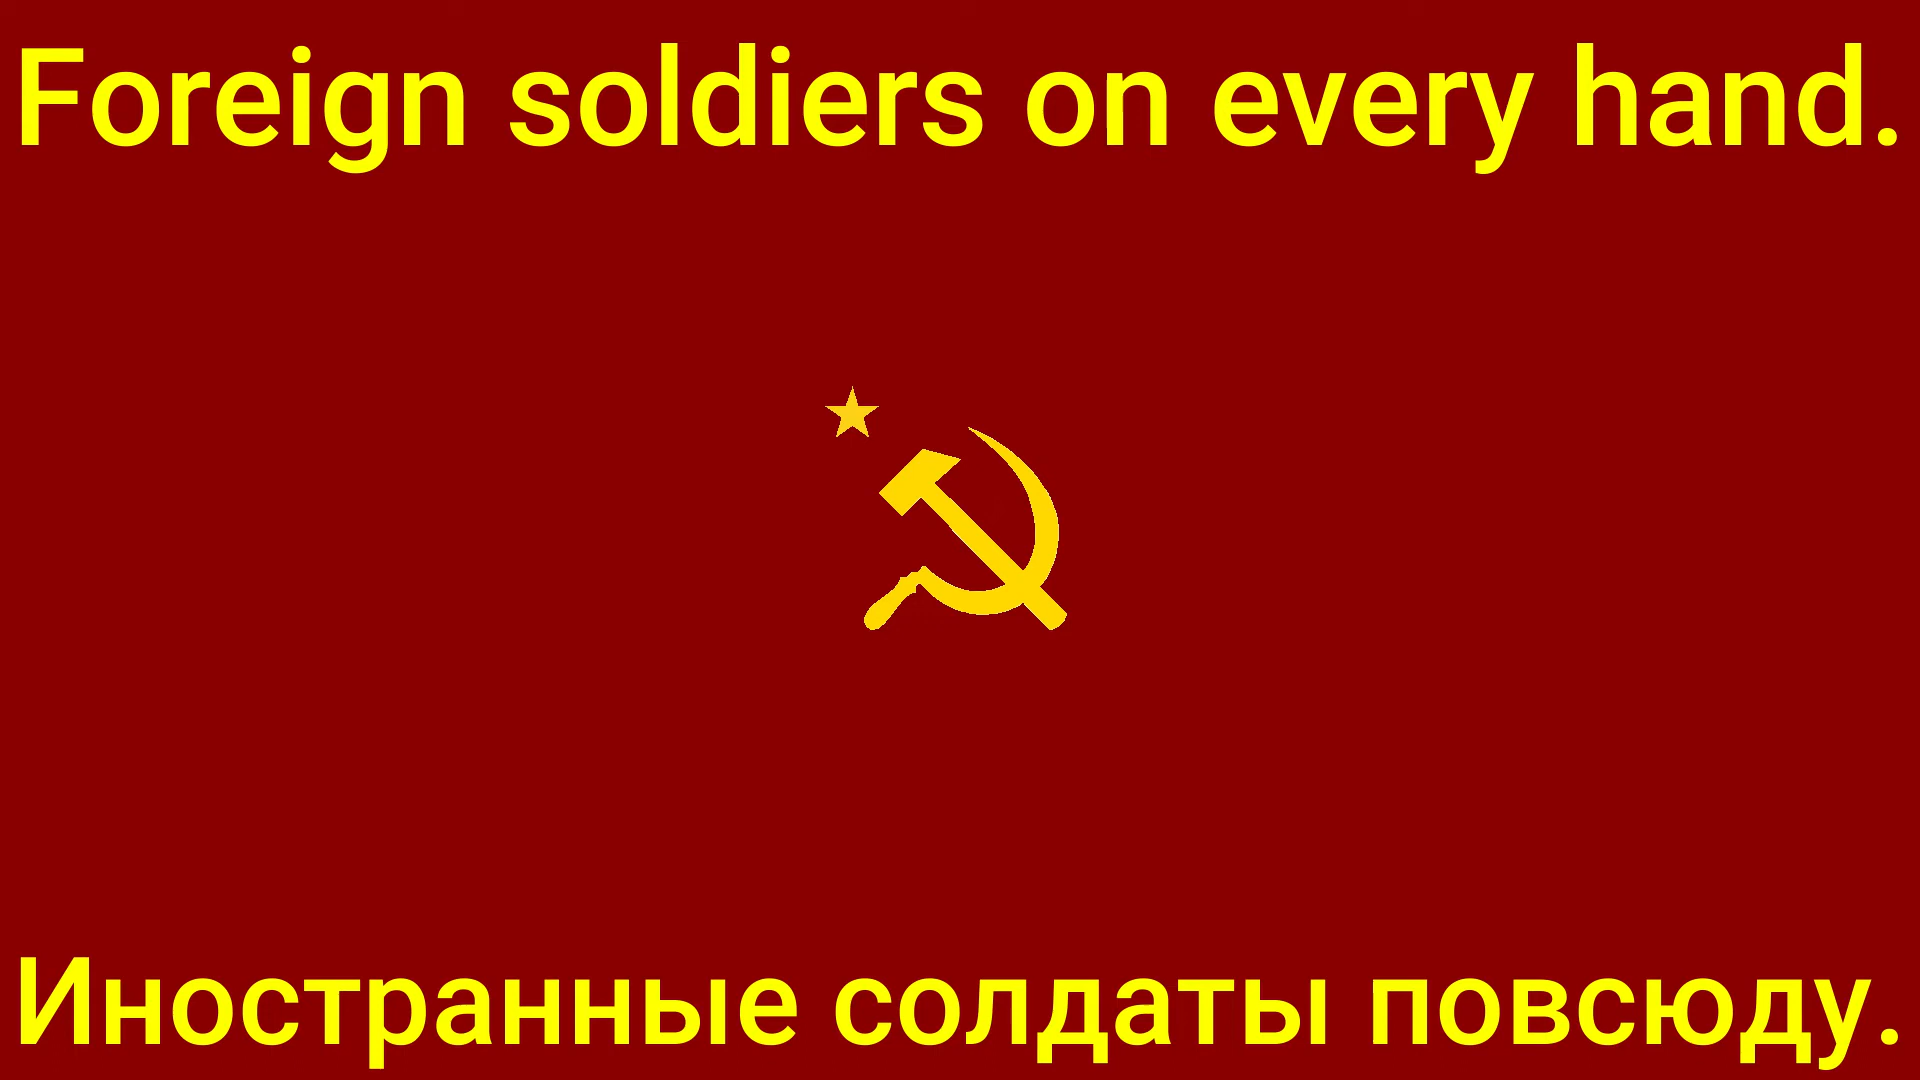 Foreign soldiers on every hand.
Иностранные солдаты повсюду.